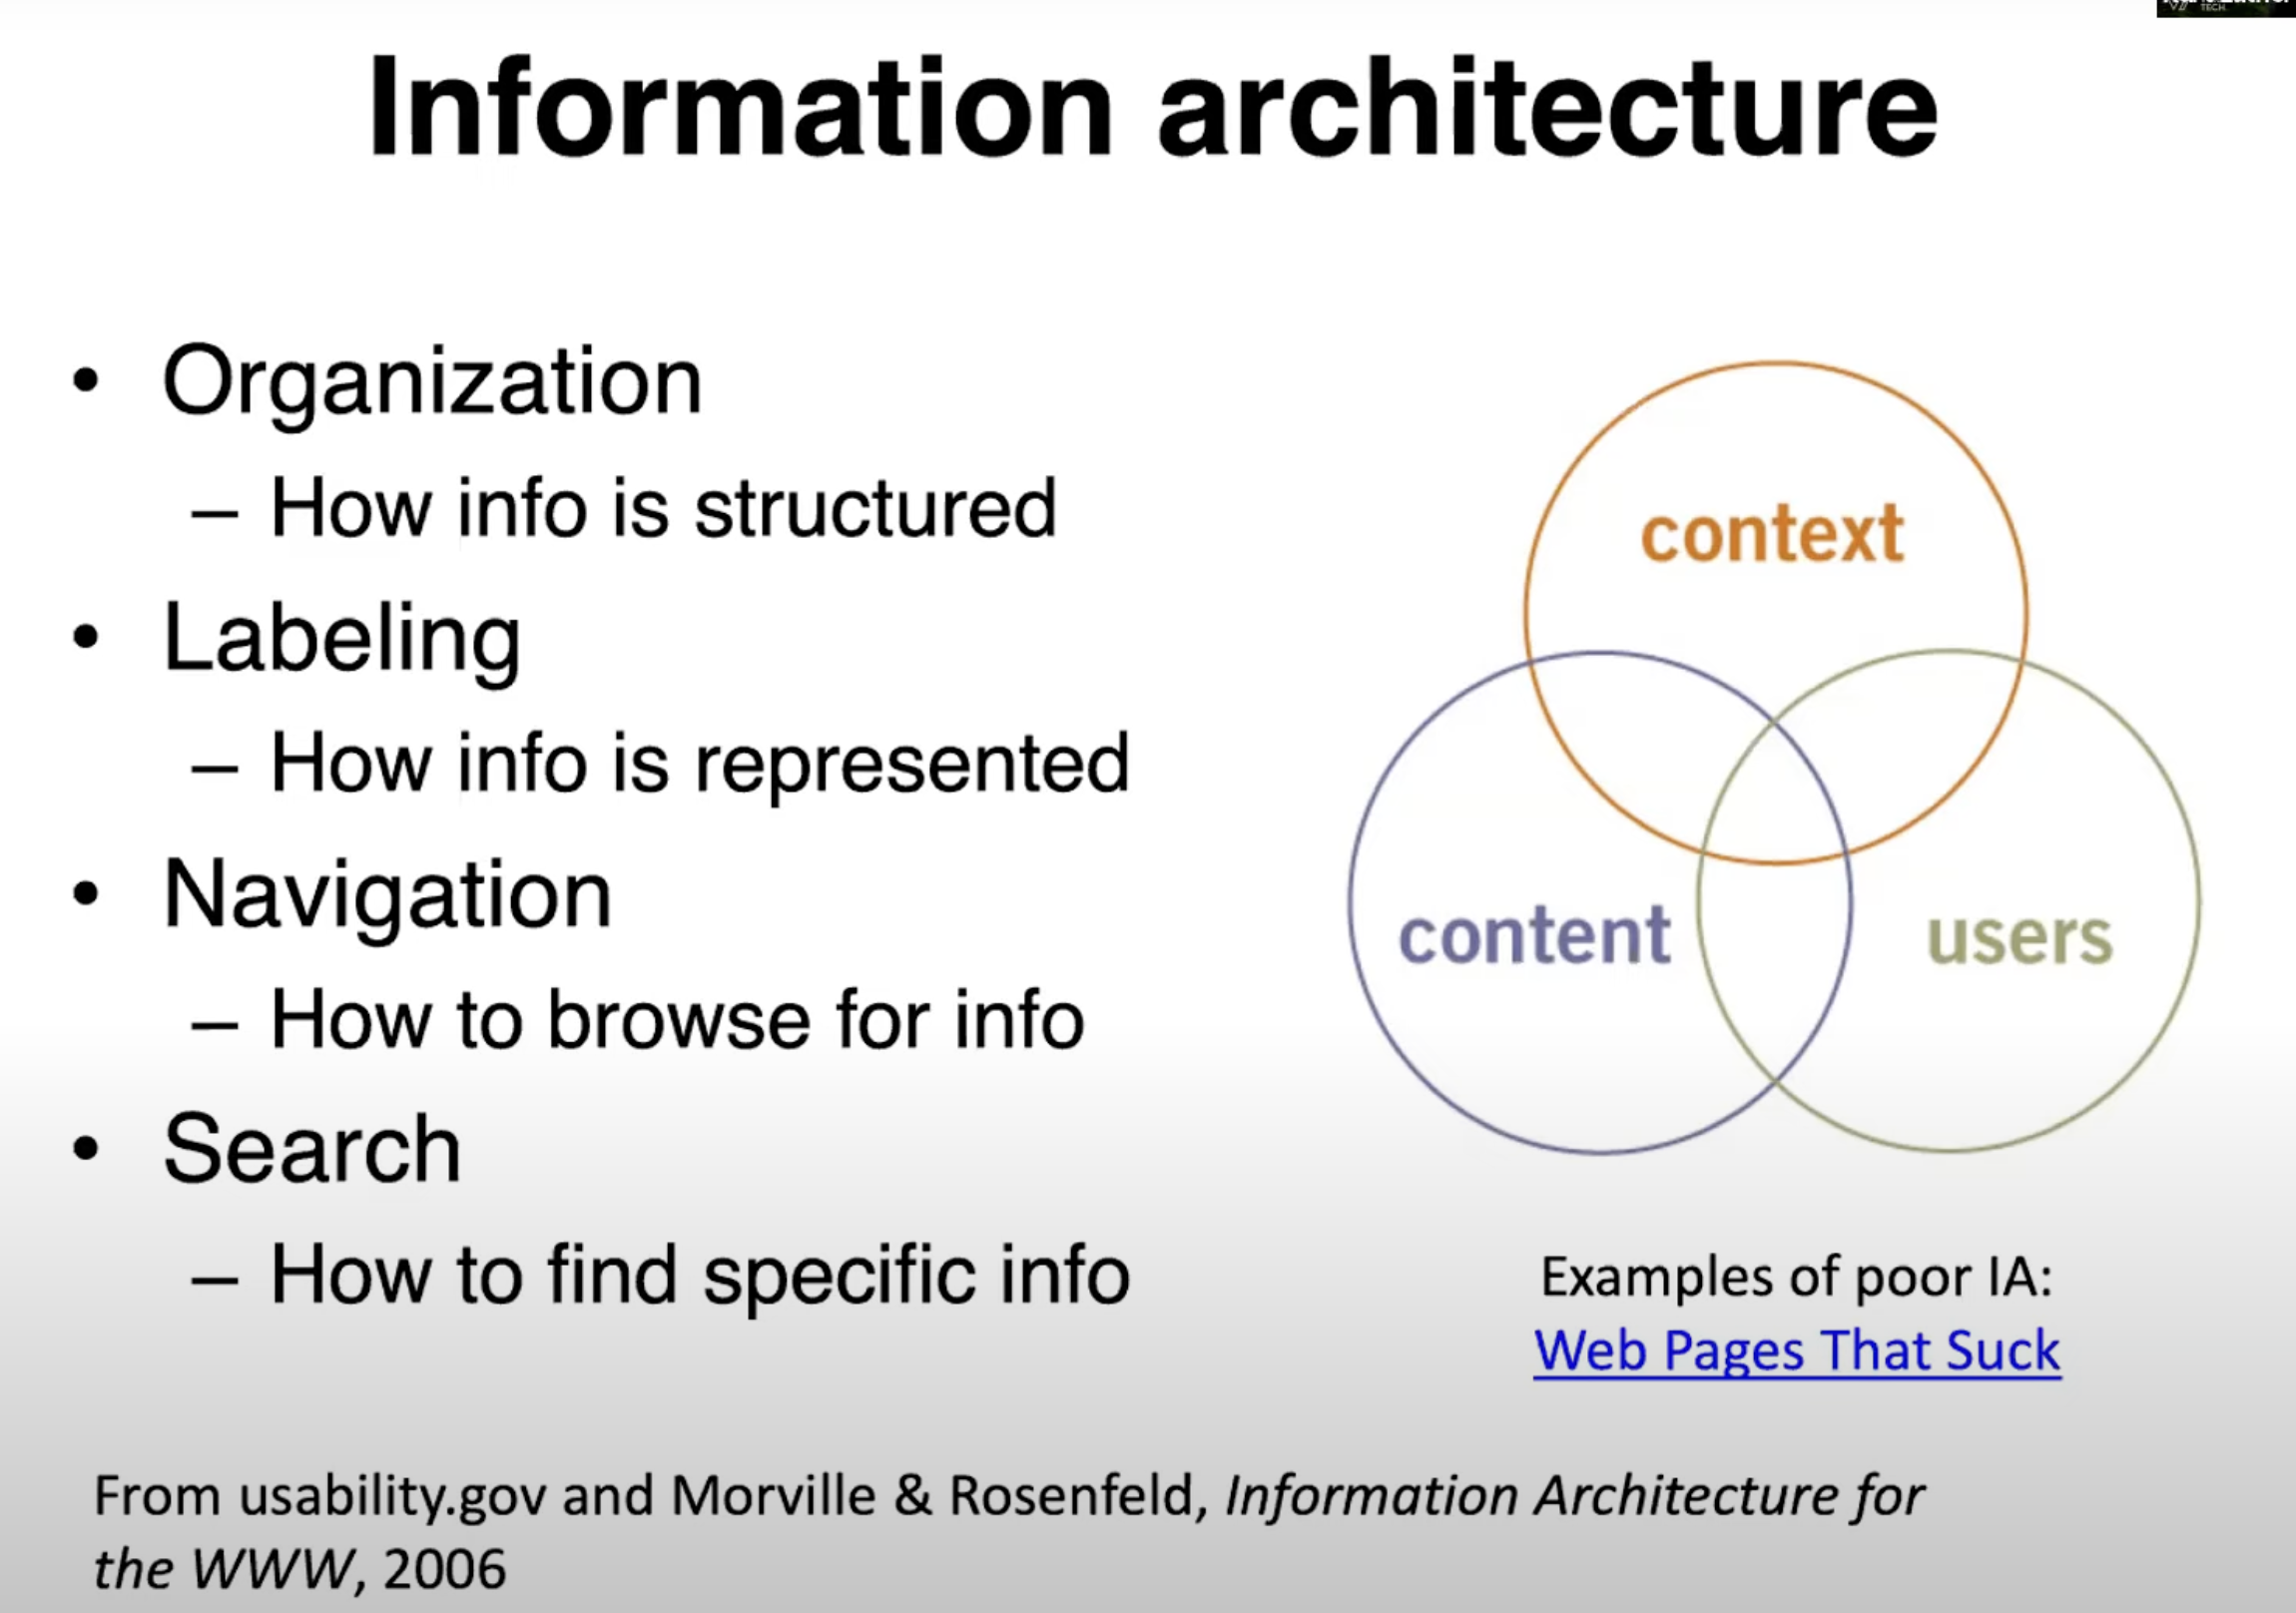 TECH
Information architecture
• Organization
– How info is structured
• Labeling
– How info is represented
• Navigation
– How to browse for info
• Search
– How to find specific info
context
content
users
Examples of poor IA:
Web Pages That Suck
From usability.gov and Morville & Rosenfeld, Information Architecture for
the WWW, 2006